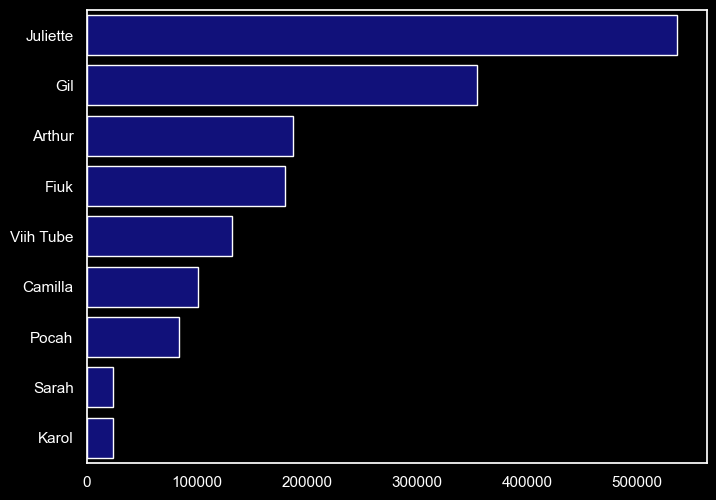 Juliette
Gil
Arthur
Fiuk
Viih Tube
Camilla
Pocah
Sarah
Karol
0 100000 200000 300000 400000 500000